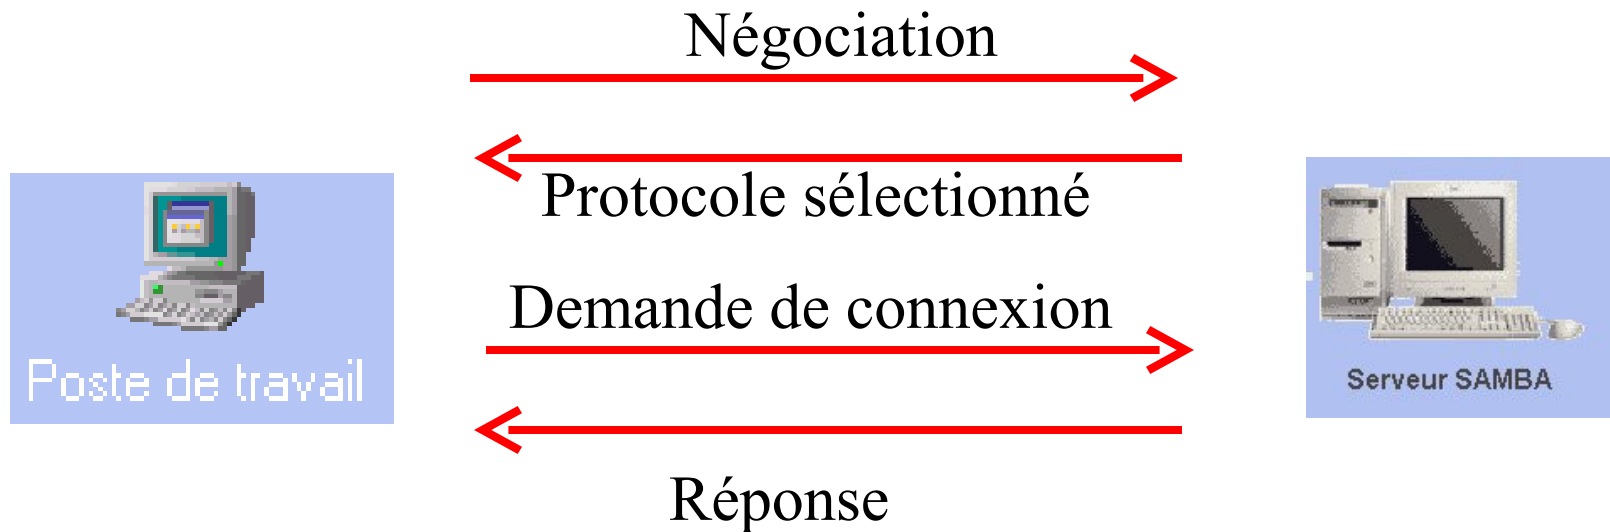 Négociation
Protocole sélectionné
Poste de travail
Demande de connexion
Serveur SAMBA
Réponse